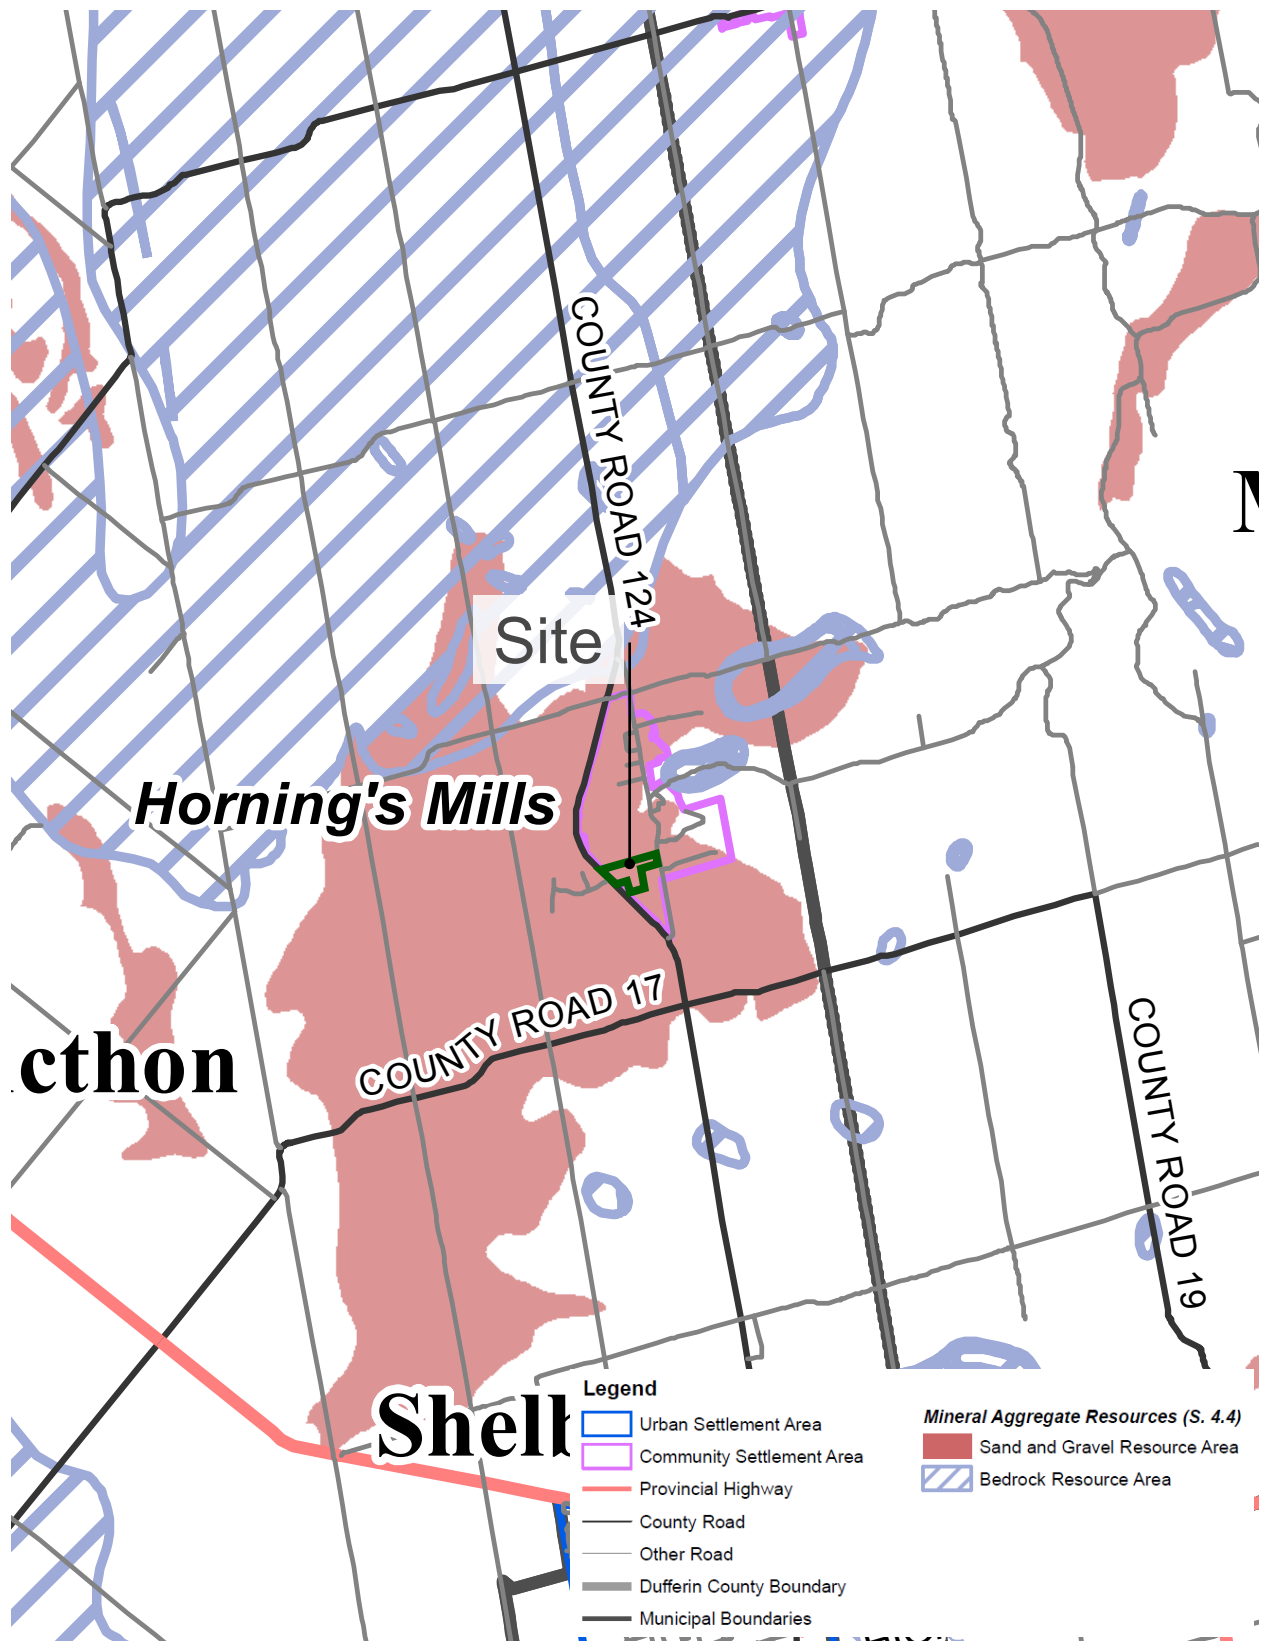 COUNTY ROAD 124
Site
Horning's Mills
COUNTY ROAD 17
cthon
COUNTY ROAD 19
Shelb
Legend
Urban Settlement Area
Community Settlement Area
Provincial Highway
County Road
Other Road
Dufferin County Boundary
Municipal Boundaries
Mineral Aggregate Resources (S. 4.4)
Sand and Gravel Resource Area
Bedrock Resource Area